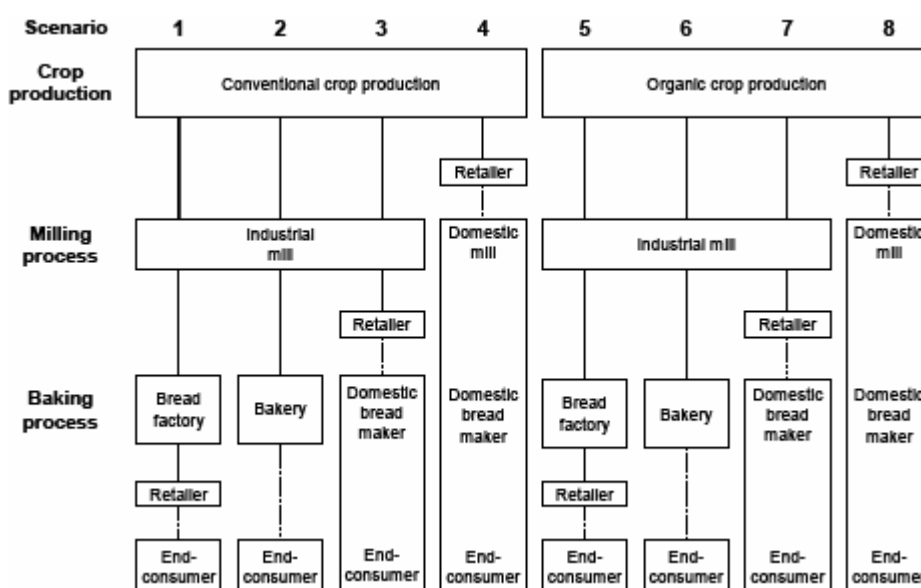 Scenario 1 2 3 4 5 6 7 8
Crop production
Conventional crop production
Organic crop production
Retailer
Retailer
Milling process
Industrial mill
Domestic mill
Industrial mill
Domestic mill
Retailer
Retailer
Baking process
Bread factory
Bakery
Domestic bread maker
Domestic bread maker
Bread factory
Bakery
Domestic bread maker
Domestic bread maker
Retailer
Retailer
End-consumer
End-consumer
End-consumer
End-consumer
End-consumer
End-consumer
End-consumer
End-consumer